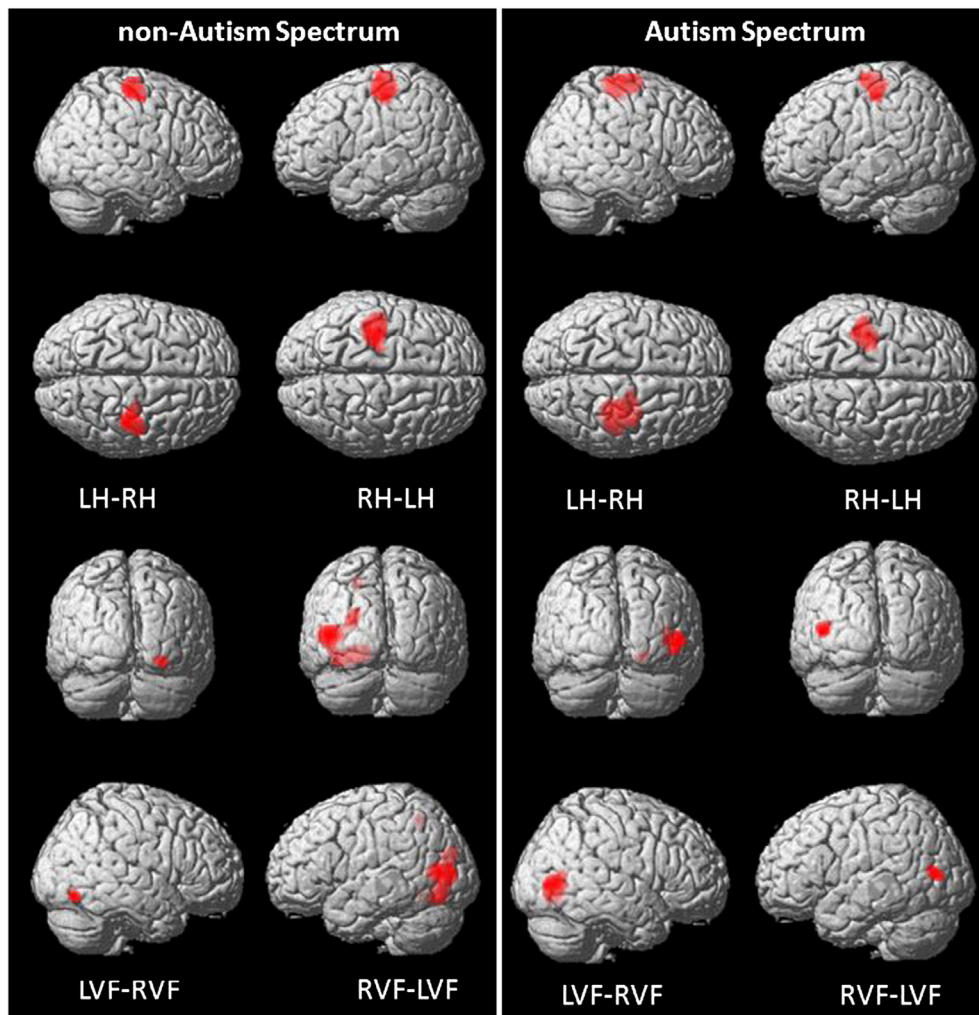 non-Autism Spectrum
Autism Spectrum
LH-RH
RH-LH
LH-RH
RH-LH
LVF-RVF
RVF-LVF
LVF-RVF
RVF-LVF